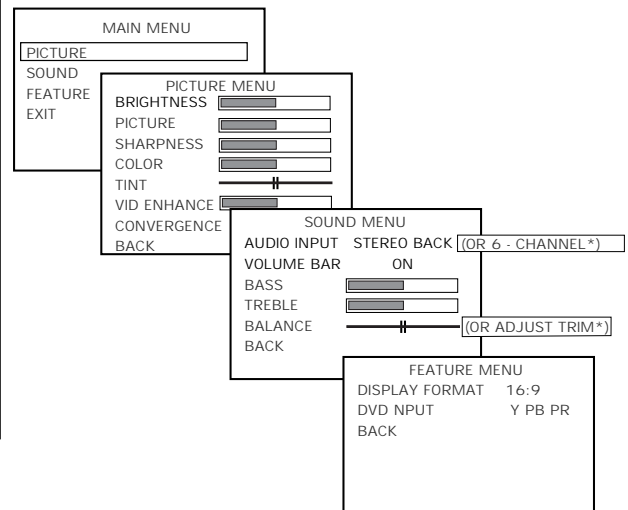 MAIN MENU
PICTURE
SOUND
FEATURE
EXIT
PICTURE MENU
BRIGHTNESS
PICTURE
SHARPNESS
COLOR
TINT
VID ENHANCE
CONVERGENCE
BACK
SOUND MENU
AUDIO INPUT STEREO BACK (OR 6 - CHANNEL*)
VOLUME BAR ON
BASS
TREBLE
BALANCE (OR ADJUST TRIM*)
BACK
FEATURE MENU
DISPLAY FORMAT 16:9
DVD NPUT Y PB PR
BACK